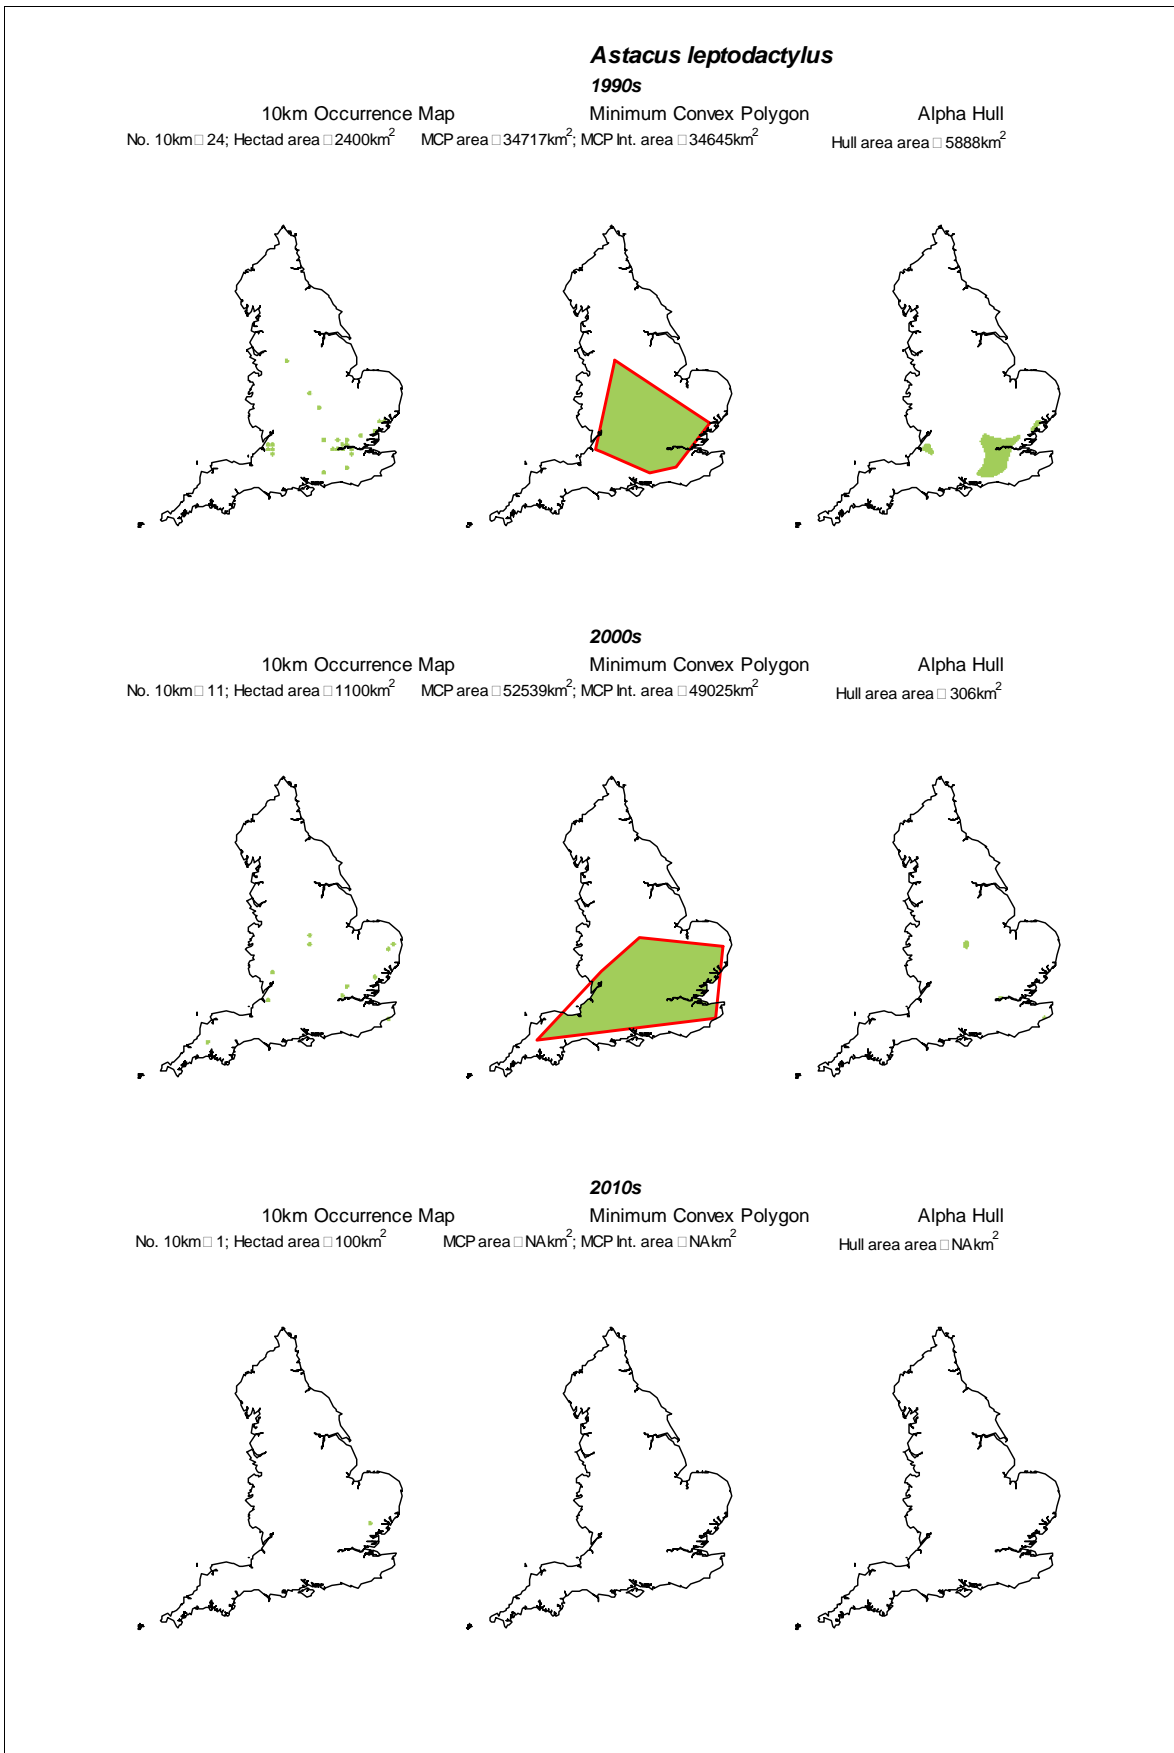 Astacus leptodactylus
1990s
10km Occurrence Map Minimum Convex Polygon Alpha Hull
No. 10km□24; Hectad area□2400km² MCP area□34717km²; MCP Int. area□34645km² Hull area area□5888km²
2000s
10km Occurrence Map Minimum Convex Polygon Alpha Hull
No. 10km□11; Hectad area□1100km² MCP area□52539km²; MCP Int. area□49025km² Hull area area□306km²
2010s
10km Occurrence Map Minimum Convex Polygon Alpha Hull
No. 10km□1; Hectad area□100km² MCP area□NAkm²; MCP Int. area□NAkm² Hull area area□NAkm²